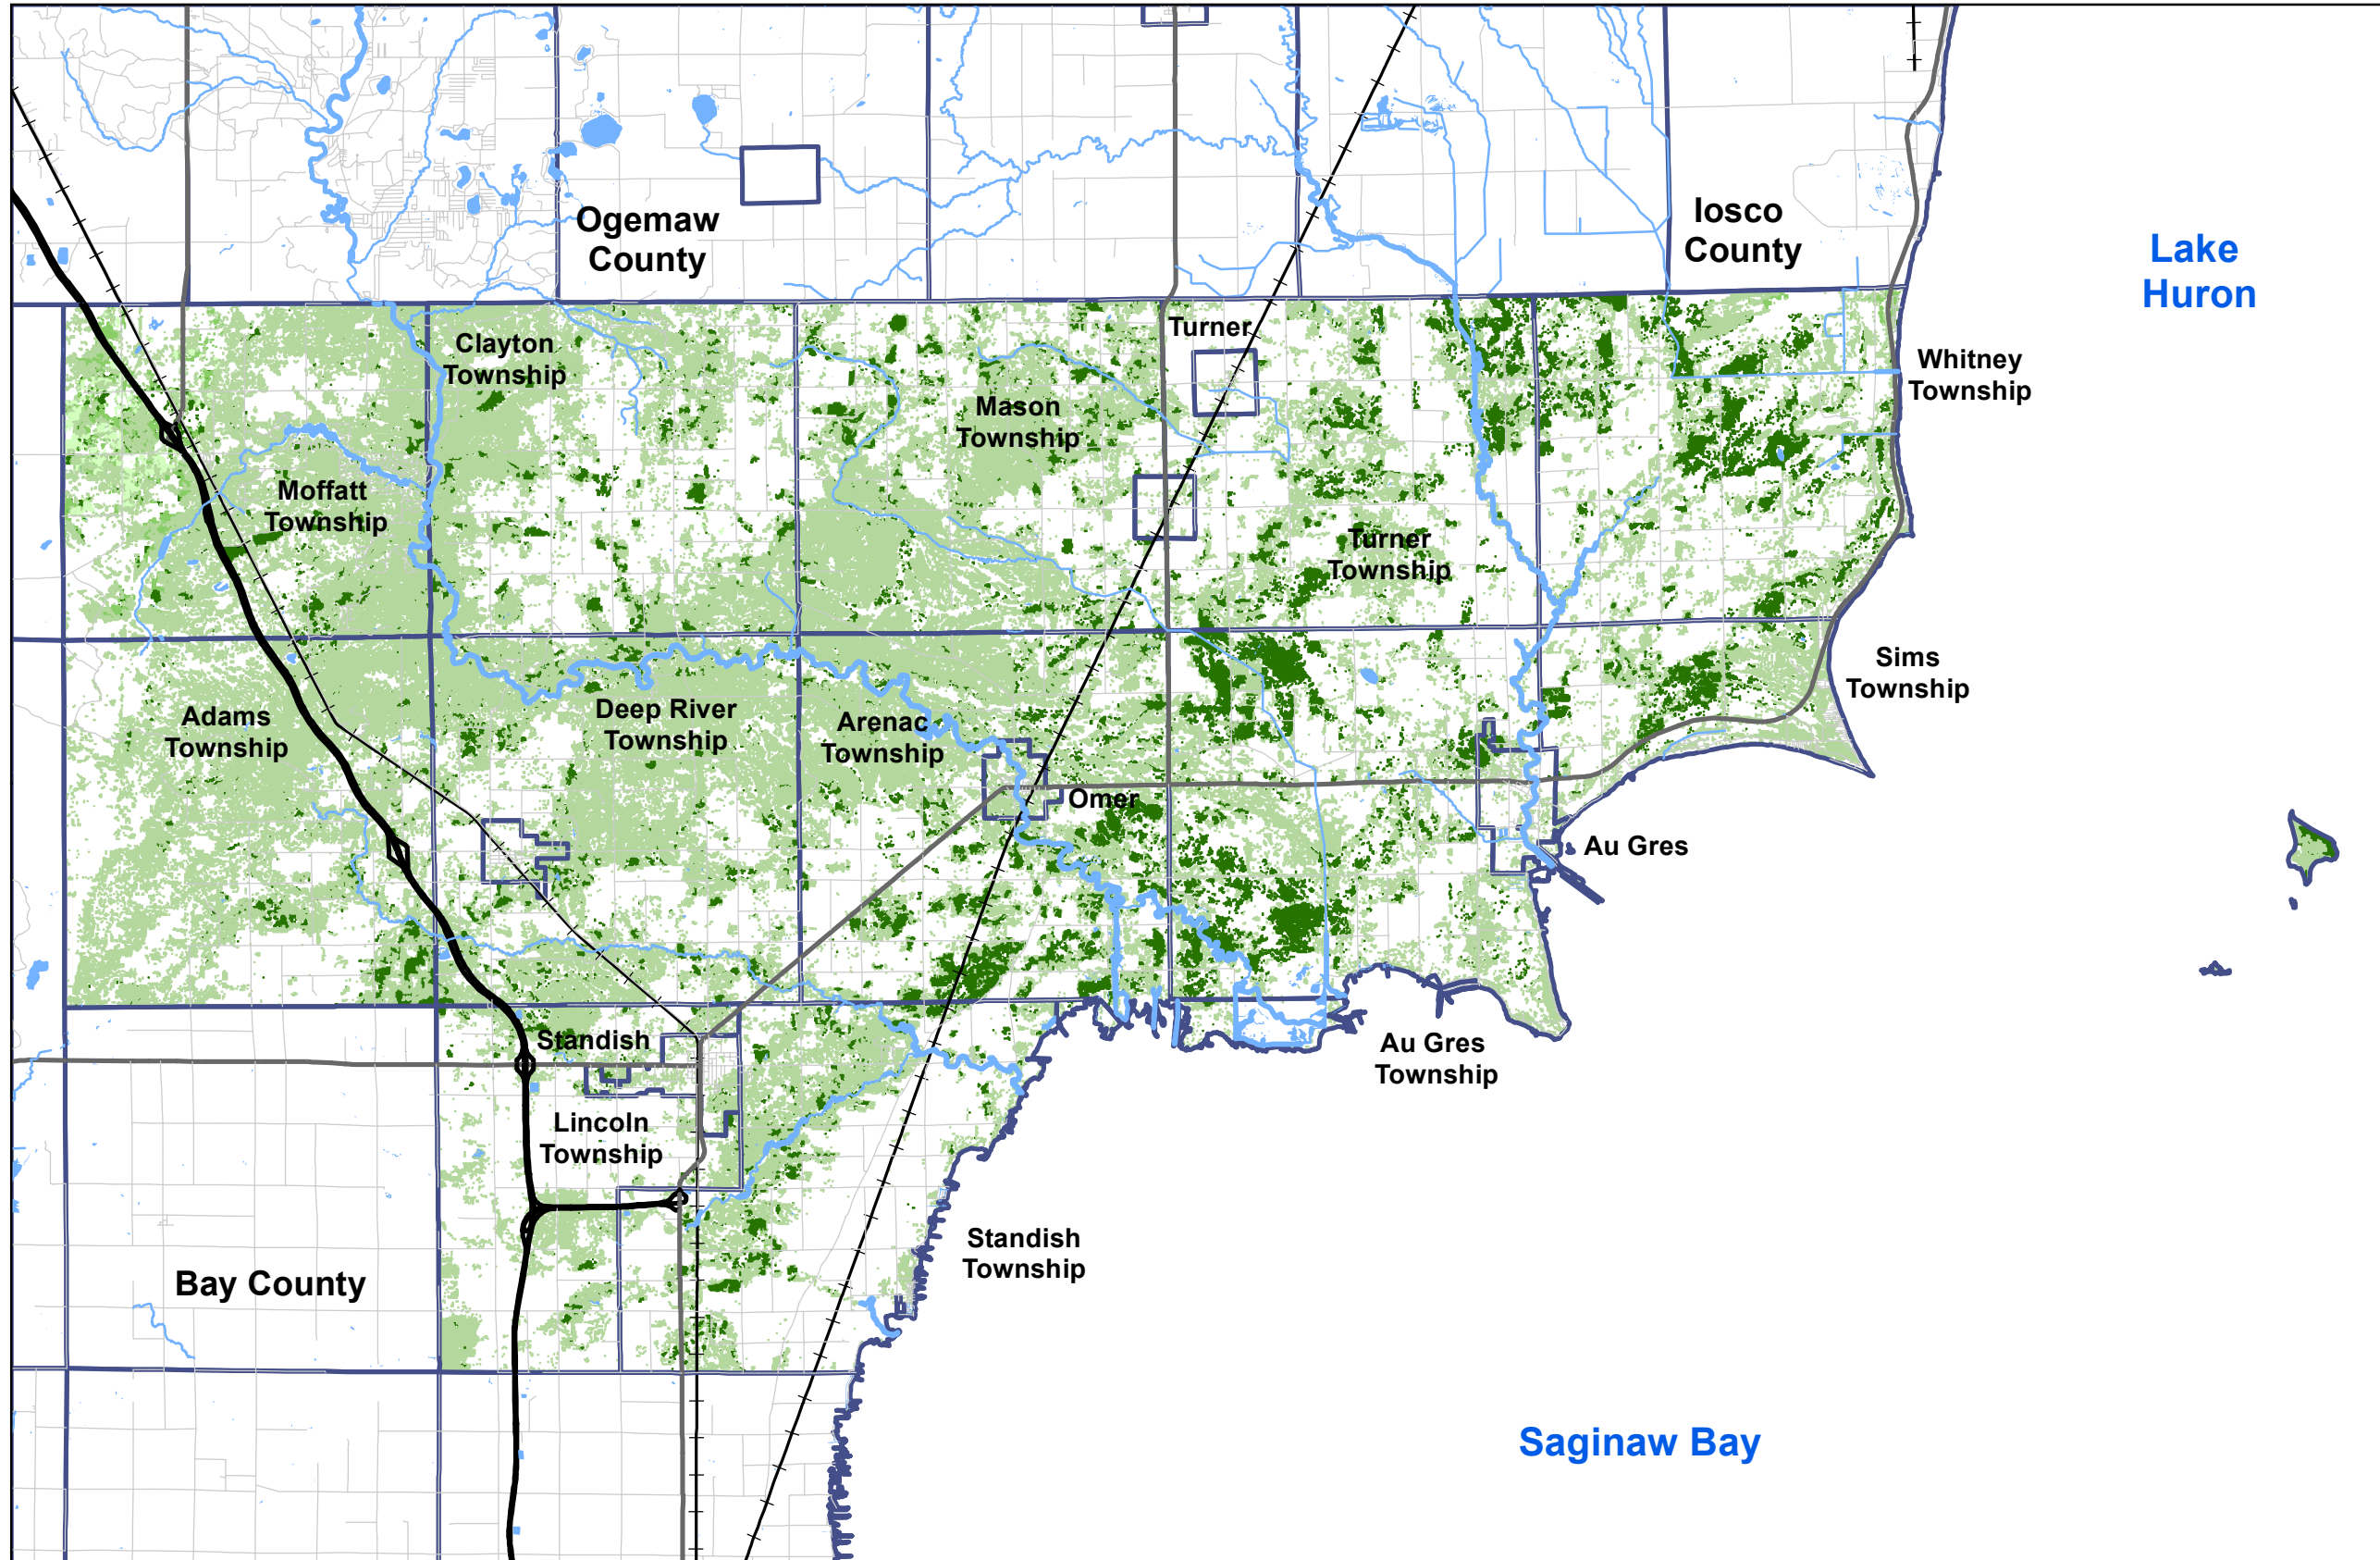 Ogemaw
County
Iosco
County
Lake
Huron
Clayton
Township
Turner
Mason
Township
Whitney
Township
Moffatt
Township
Turner
Township
Sims
Township
Adams
Township
Deep River
Township
Arenac
Township
Omer
Au Gres
Standish
Au Gres
Township
Lincoln
Township
Standish
Township
Bay County
Saginaw Bay